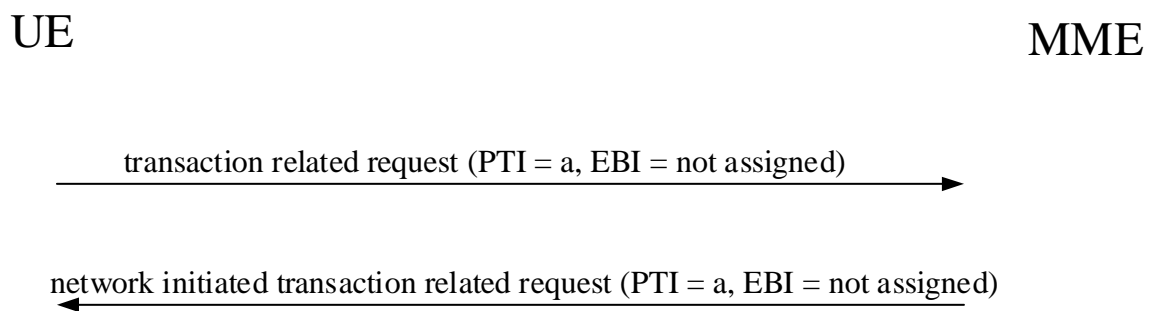 UE
MME
transaction related request (PTI = a, EBI = not assigned)
network initiated transaction related request (PTI = a, EBI = not assigned)